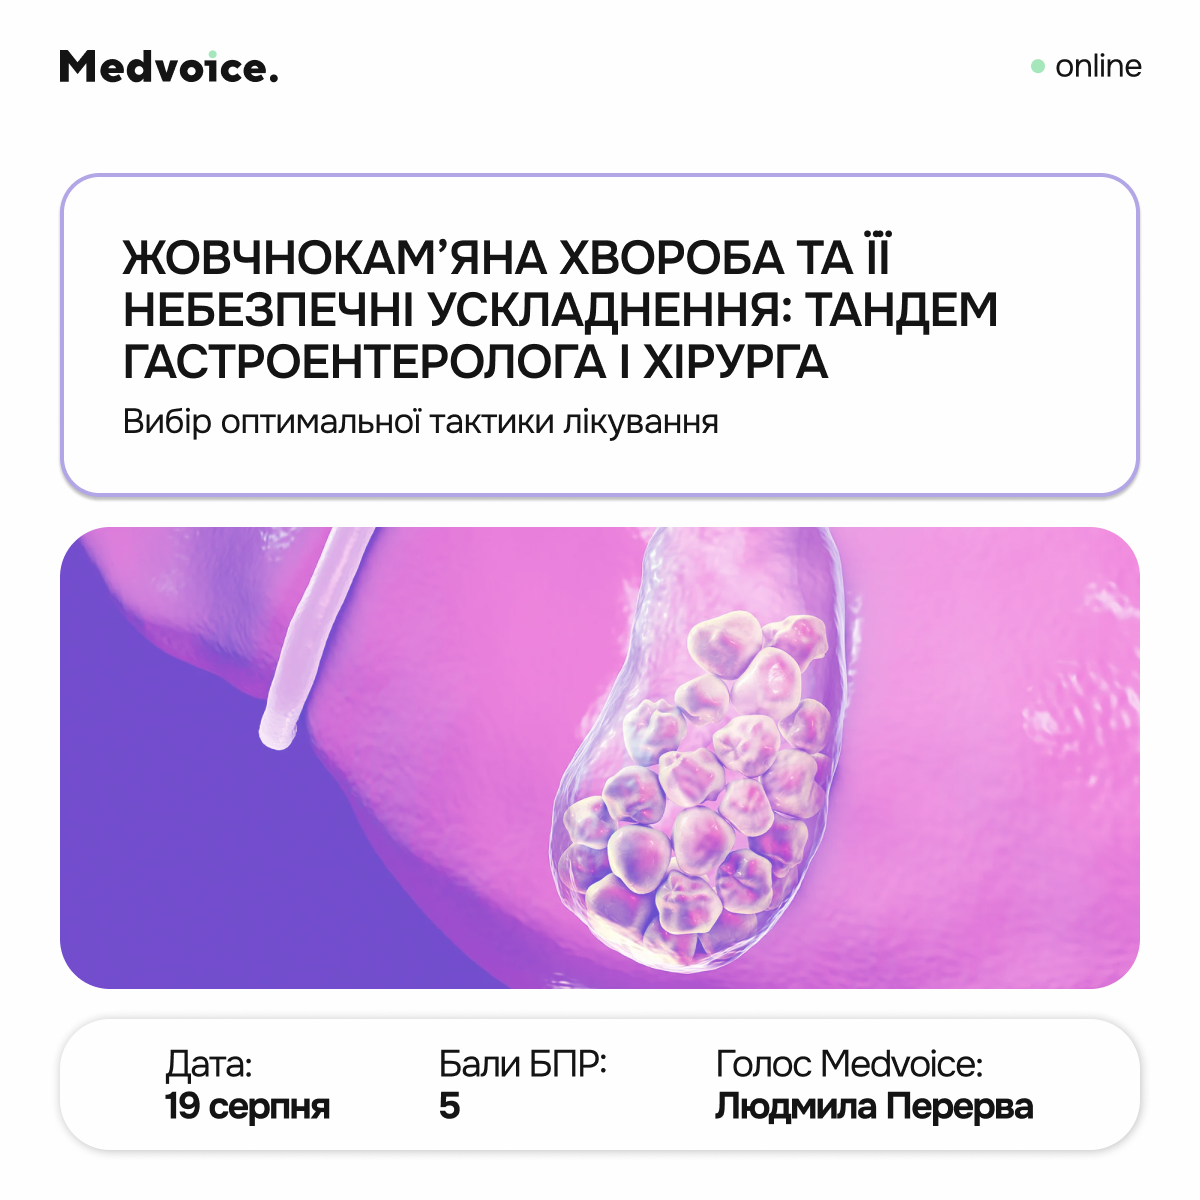 Medvoice.
online
ЖОВЧНОКАМ’ЯНА ХВОРОБА ТА ЇЇ
НЕБЕЗПЕЧНІ УСКЛАДНЕННЯ: ТАНДЕМ
ГАСТРОЕНТЕРОЛОГА І ХІРУРГА
Вибір оптимальної тактики лікування
Дата:
19 серпня
Бали БПР:
5
Голос Medvoice:
Людмила Перерва